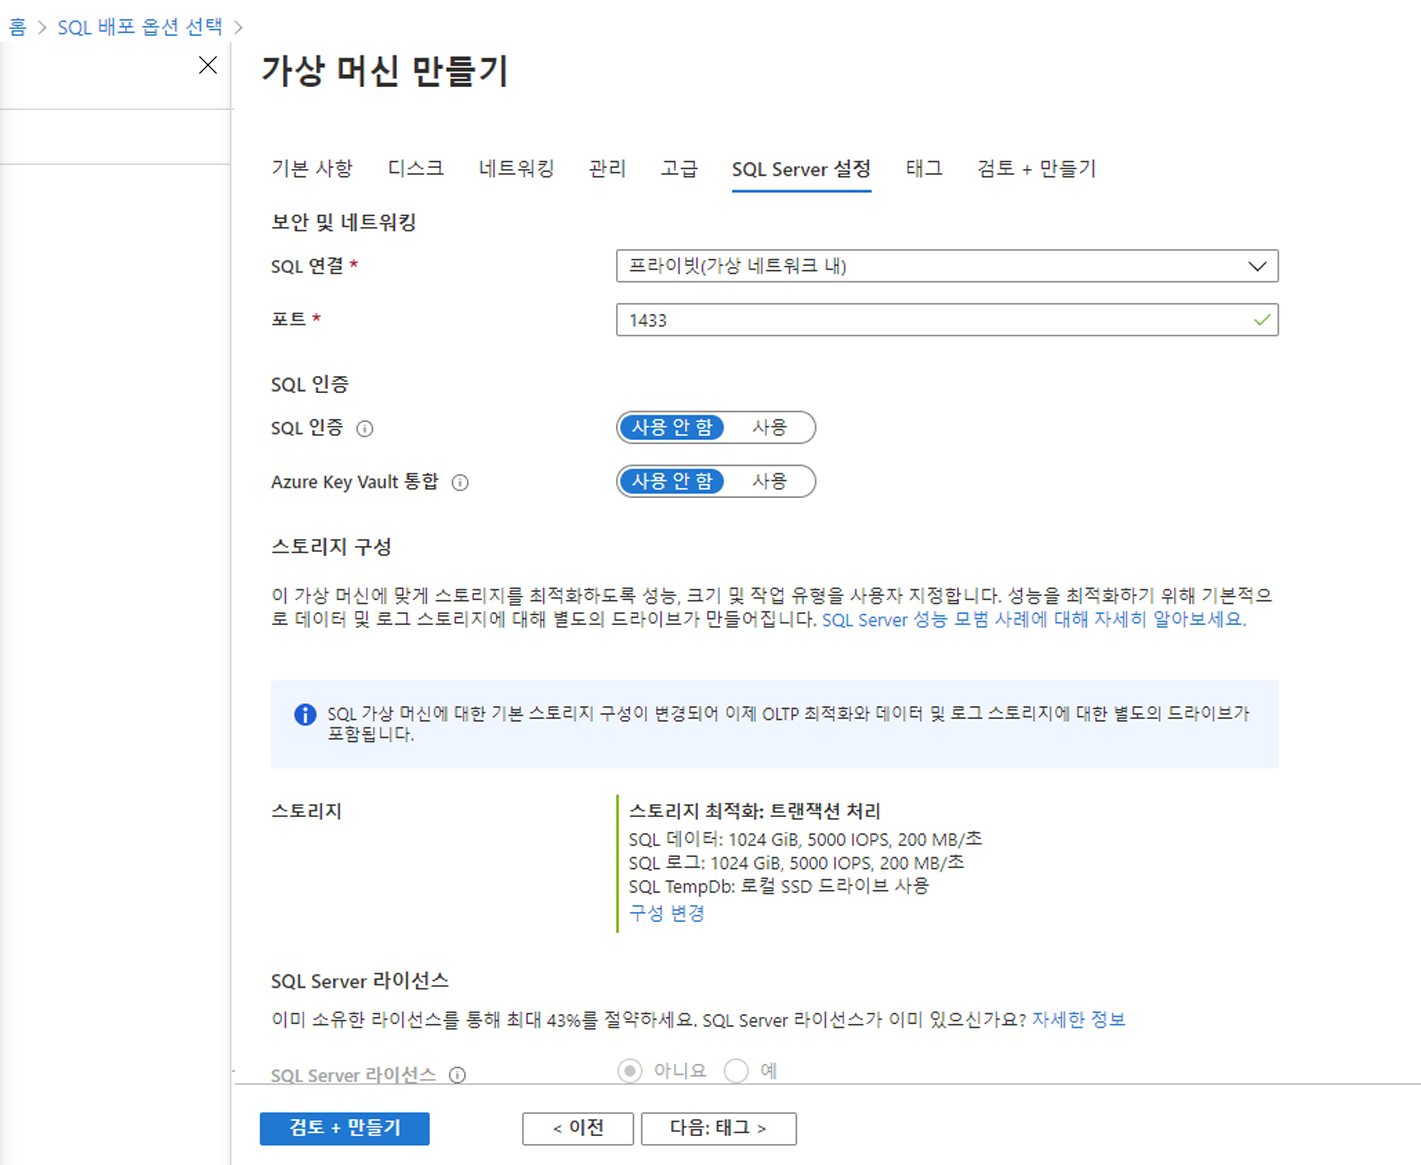 홈 > SQL 배포 옵션 선택 >
가상 머신 만들기
기본 사항 디스크 네트워킹 관리 고급 SQL Server 설정 태그 검토 + 만들기
보안 및 네트워킹
SQL 연결 * 프라이빗(가상 네트워크 내)
포트 * 1433
SQL 인증
SQL 인증 사용 안 함 사용
Azure Key Vault 통합 사용 안 함 사용
스토리지 구성
이 가상 머신에 맞게 스토리지를 최적화하도록 성능, 크기 및 작업 유형을 사용자 지정합니다. 성능을 최적화하기 위해 기본적으
로 데이터 및 로그 스토리지에 대해 별도의 드라이브가 만들어집니다. SQL Server 성능 모범 사례에 대해 자세히 알아보세요.
SQL 가상 머신에 대한 기본 스토리지 구성이 변경되어 이제 OLTP 최적화와 데이터 및 로그 스토리지에 대한 별도의 드라이브가
포함됩니다.
스토리지 스토리지 최적화: 트랜잭션 처리
SQL 데이터: 1024 GiB, 5000 IOPS, 200 MB/초
SQL 로그: 1024 GiB, 5000 IOPS, 200 MB/초
SQL TempDb: 로컬 SSD 드라이브 사용
구성 변경
SQL Server 라이선스
이미 소유한 라이선스를 통해 최대 43%를 절약하세요. SQL Server 라이선스가 이미 있으신가요? 자세한 정보
SQL Server 라이선스 아니요 예
검토 + 만들기 < 이전 다음: 태그 >